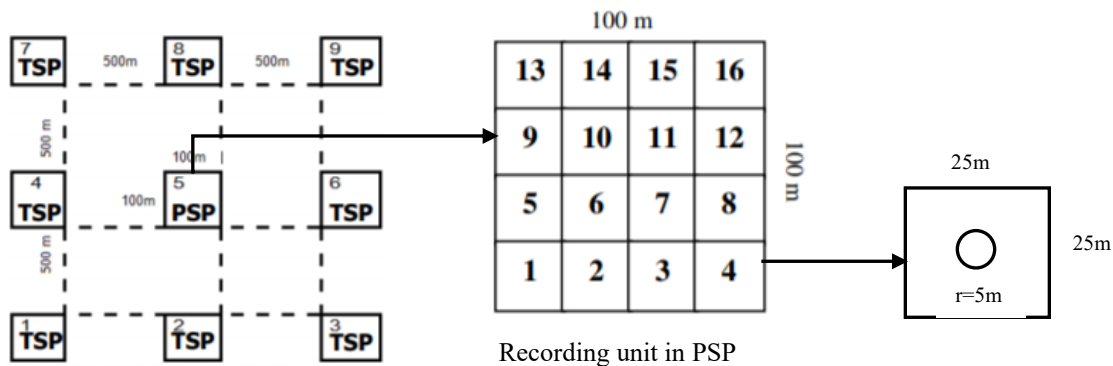 7 TSP 500m 8 TSP 500m 9 TSP
500 m
100m
4 TSP 100m 5 PSP 6 TSP
500 m
1 TSP 2 TSP 3 TSP
100 m
13 14 15 16
9 10 11 12
5 6 7 8
1 2 3 4
100 m
Recording unit in PSP
25m
25m
r=5m